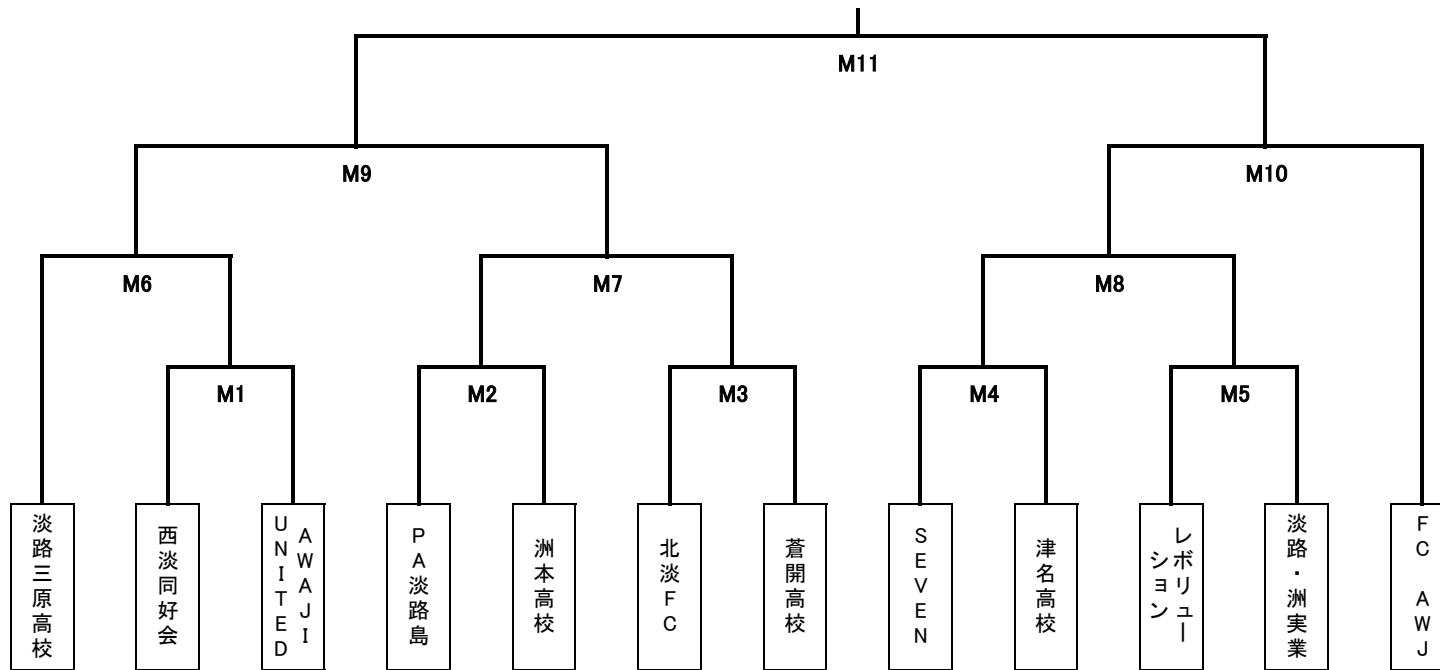 M11
M9
M10
M6
M7
M8
M1
M2
M3
M4
M5
淡路三原高校
西淡同好会
AWAJI
UNITED
PA淡路島
洲本高校
北淡FC
蒼開高校
SEVEN
津名高校
レボリュー
ション
淡路・洲実業
FC AWJ